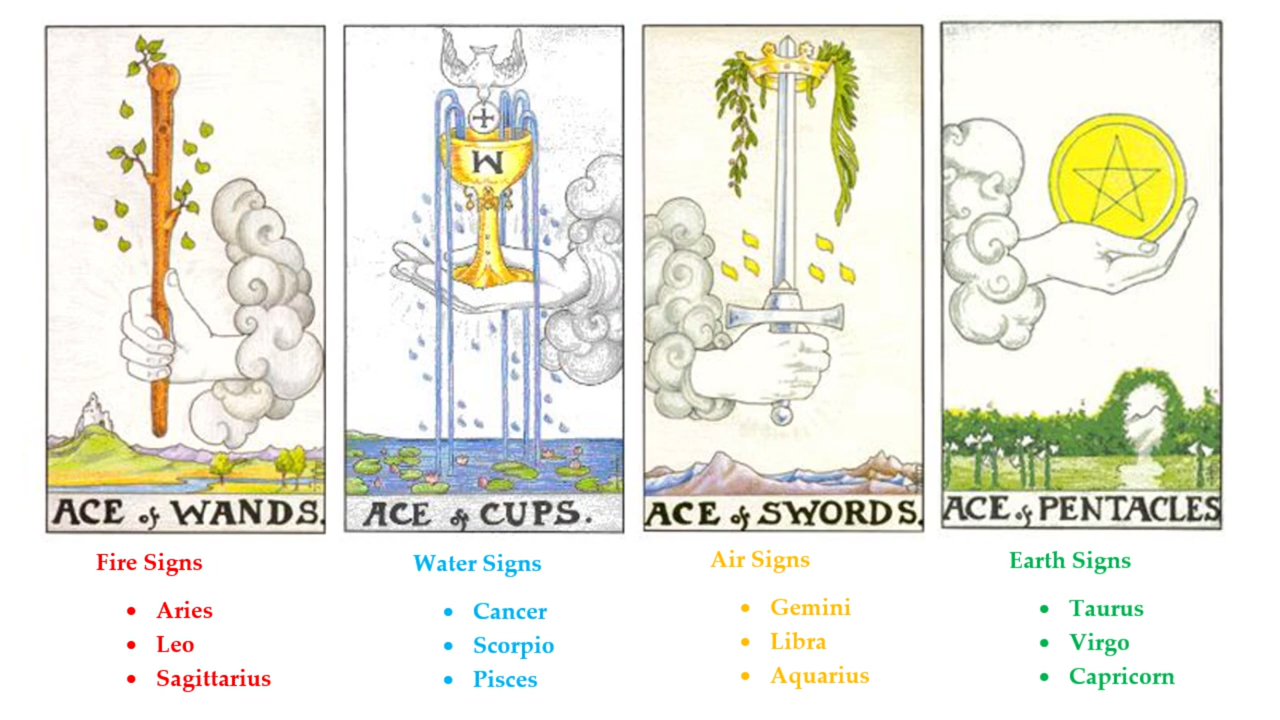 W
ACE of WANDS.
Fire Signs
Aries
Leo
Sagittarius
ACE of CUPS.
Water Signs
Cancer
Scorpio
Pisces
ACE of SWORDS.
Air Signs
Gemini
Libra
Aquarius
ACE of PENTACLES
Earth Signs
Taurus
Virgo
Capricorn